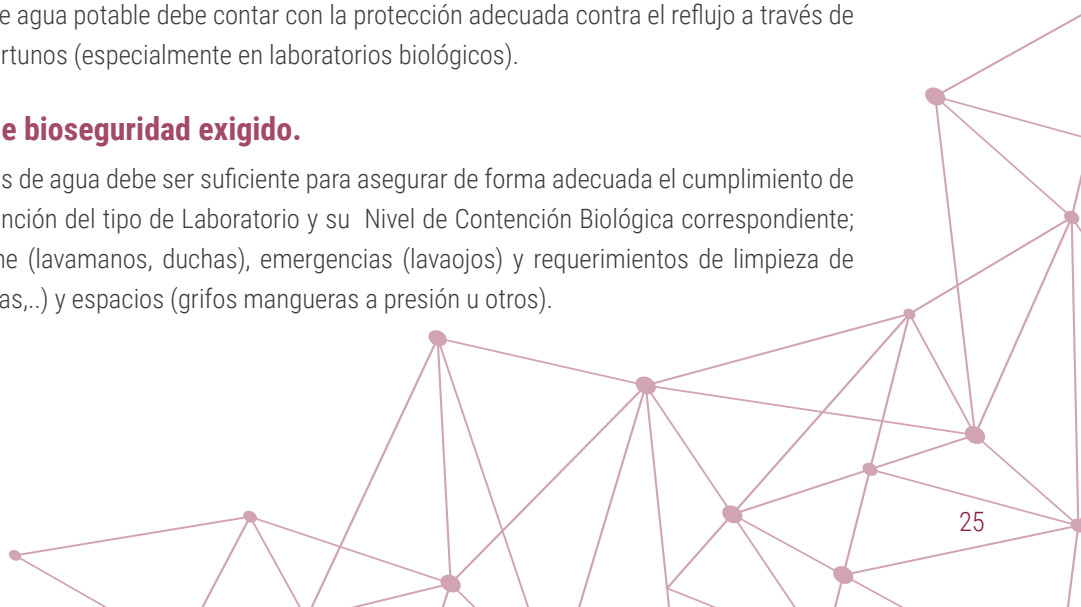 e agua potable debe contar con la protección adecuada contra el reflujo a través de
rtunos (especialmente en laboratorios biológicos).
e bioseguridad exigido.
s de agua debe ser suficiente para asegurar de forma adecuada el cumplimiento de
nción del tipo de Laboratorio y su Nivel de Contención Biológica correspondiente;
ne (lavamanos, duchas), emergencias (lavaojos) y requerimientos de limpieza de
as,..) y espacios (grifos mangueras a presión u otros).
25